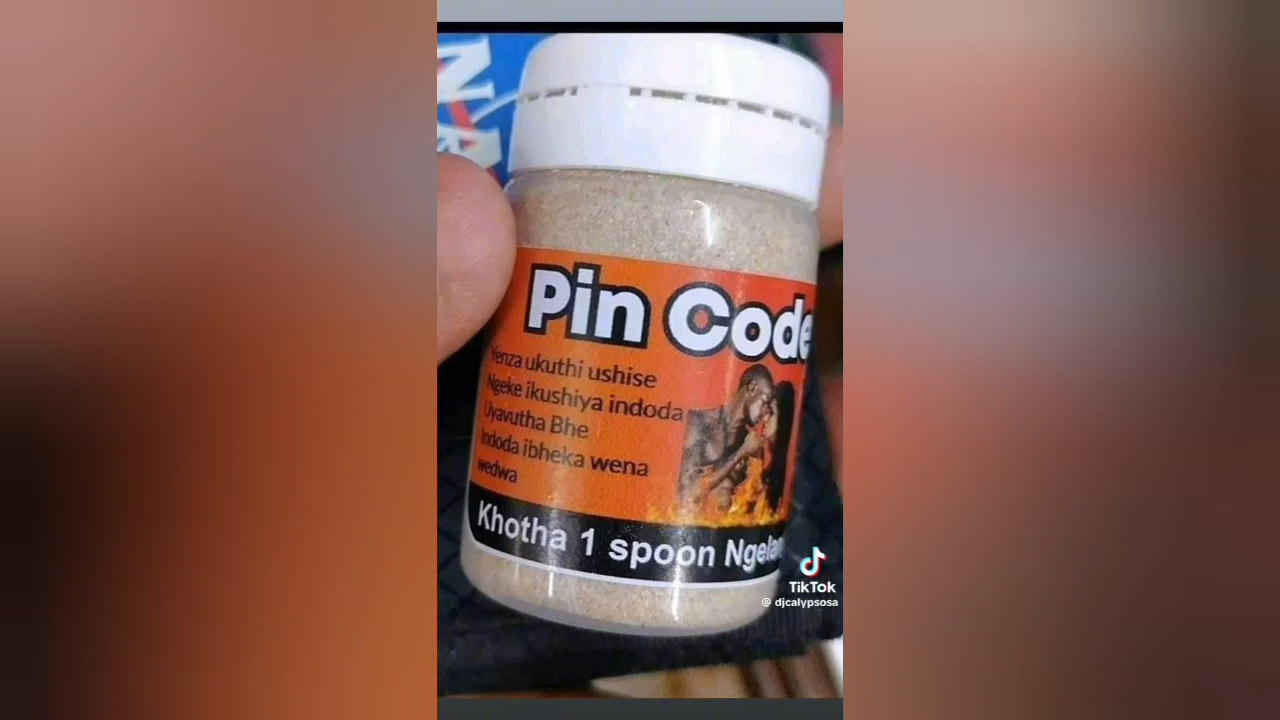 Pin Code
Yenza ukuthi ushise
Ngeke ikushiya indoda
Uyavutha Bhe
Indoda ibheka wena
wedwa
Khotha 1 spoon
TikTok
@ djcalypsosa